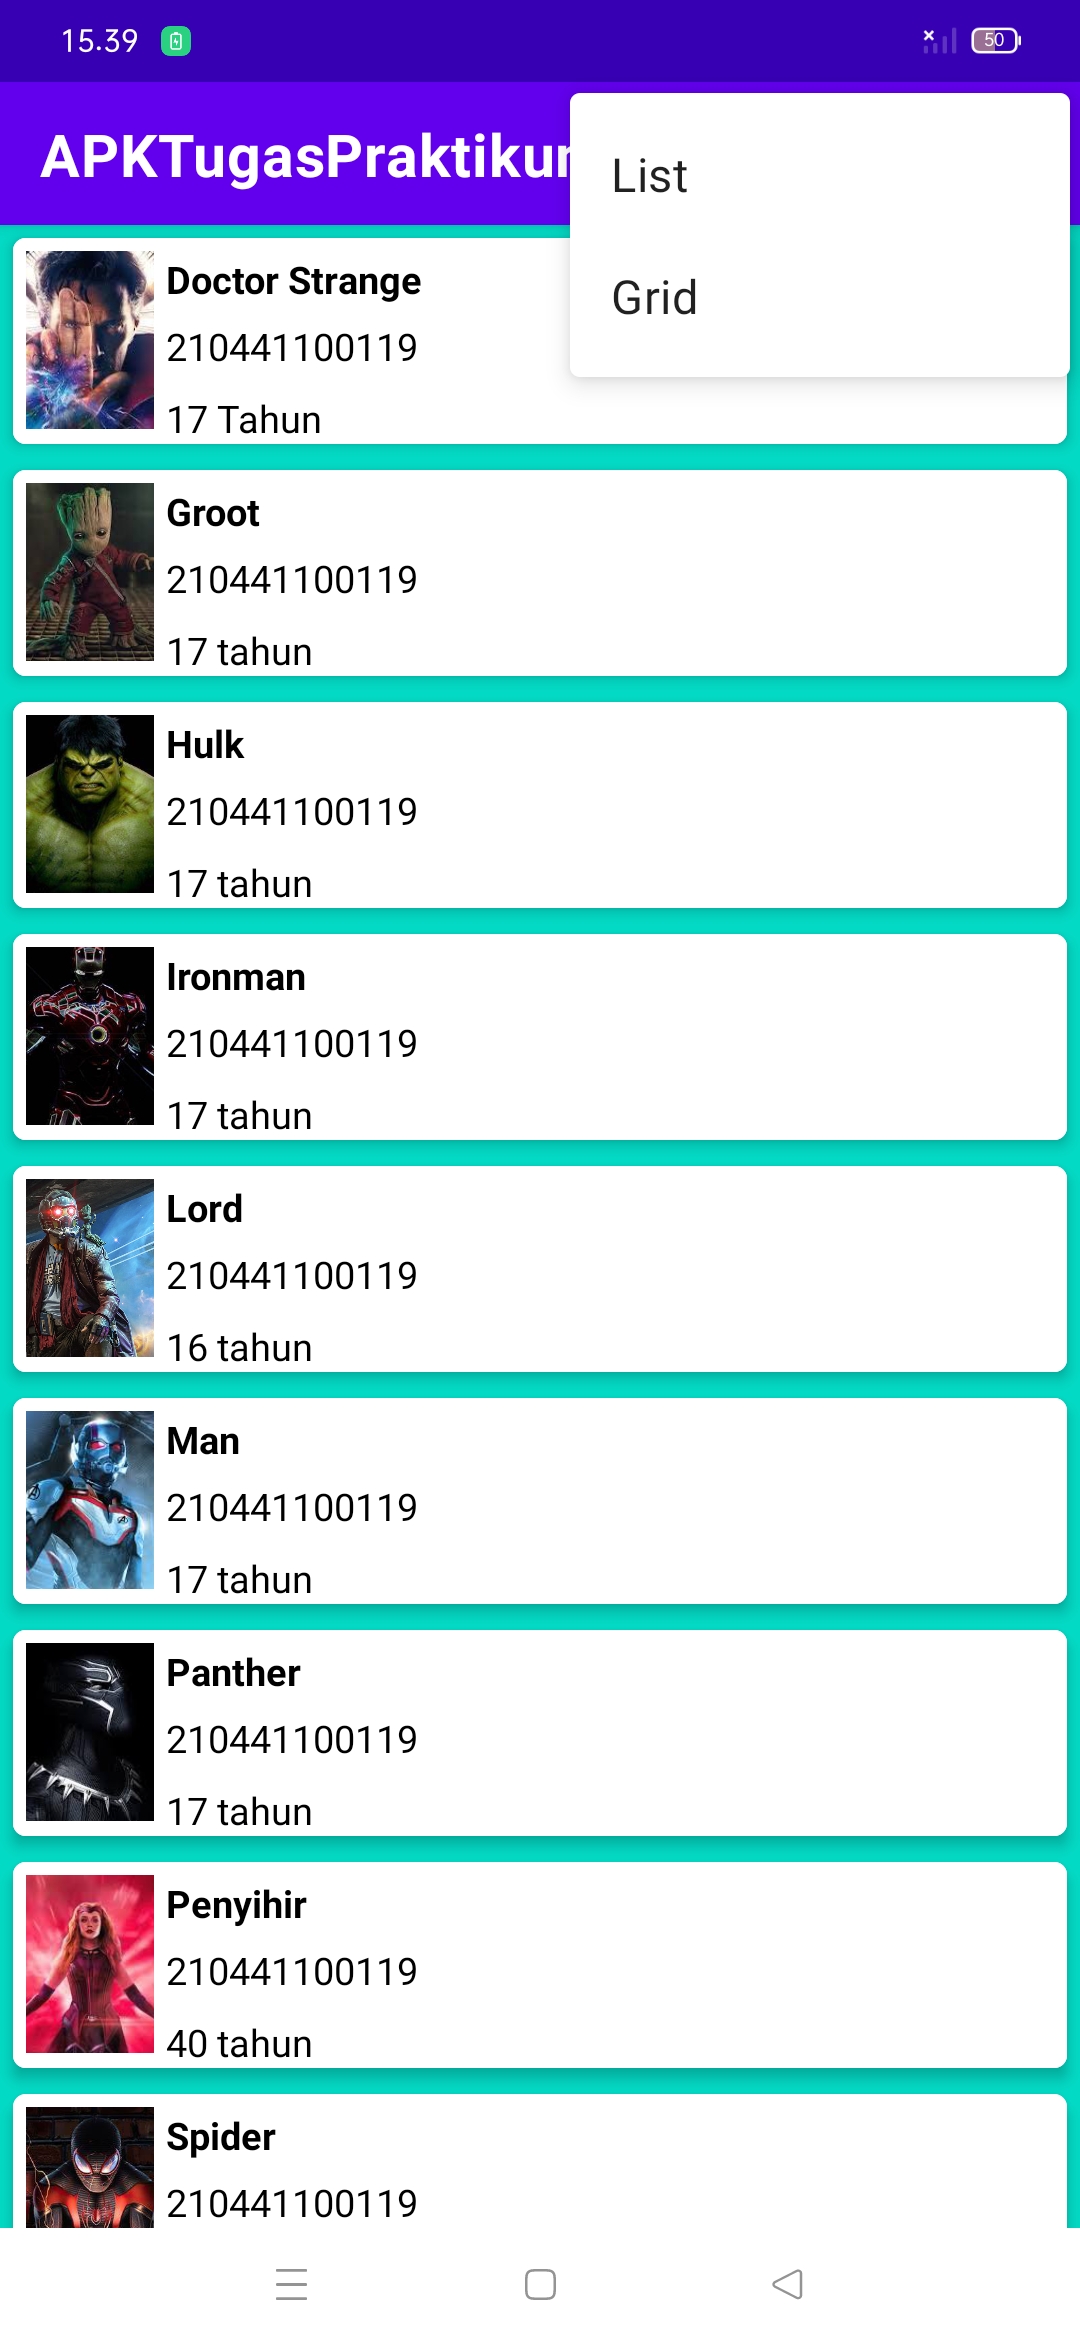 15.39
50
APKTugasPraktikum
List
Grid
Doctor Strange
210441100119
17 Tahun
Groot
210441100119
17 tahun
Hulk
210441100119
17 tahun
Ironman
210441100119
17 tahun
Lord
210441100119
16 tahun
Man
210441100119
17 tahun
Panther
210441100119
17 tahun
Penyihir
210441100119
40 tahun
Spider
210441100119